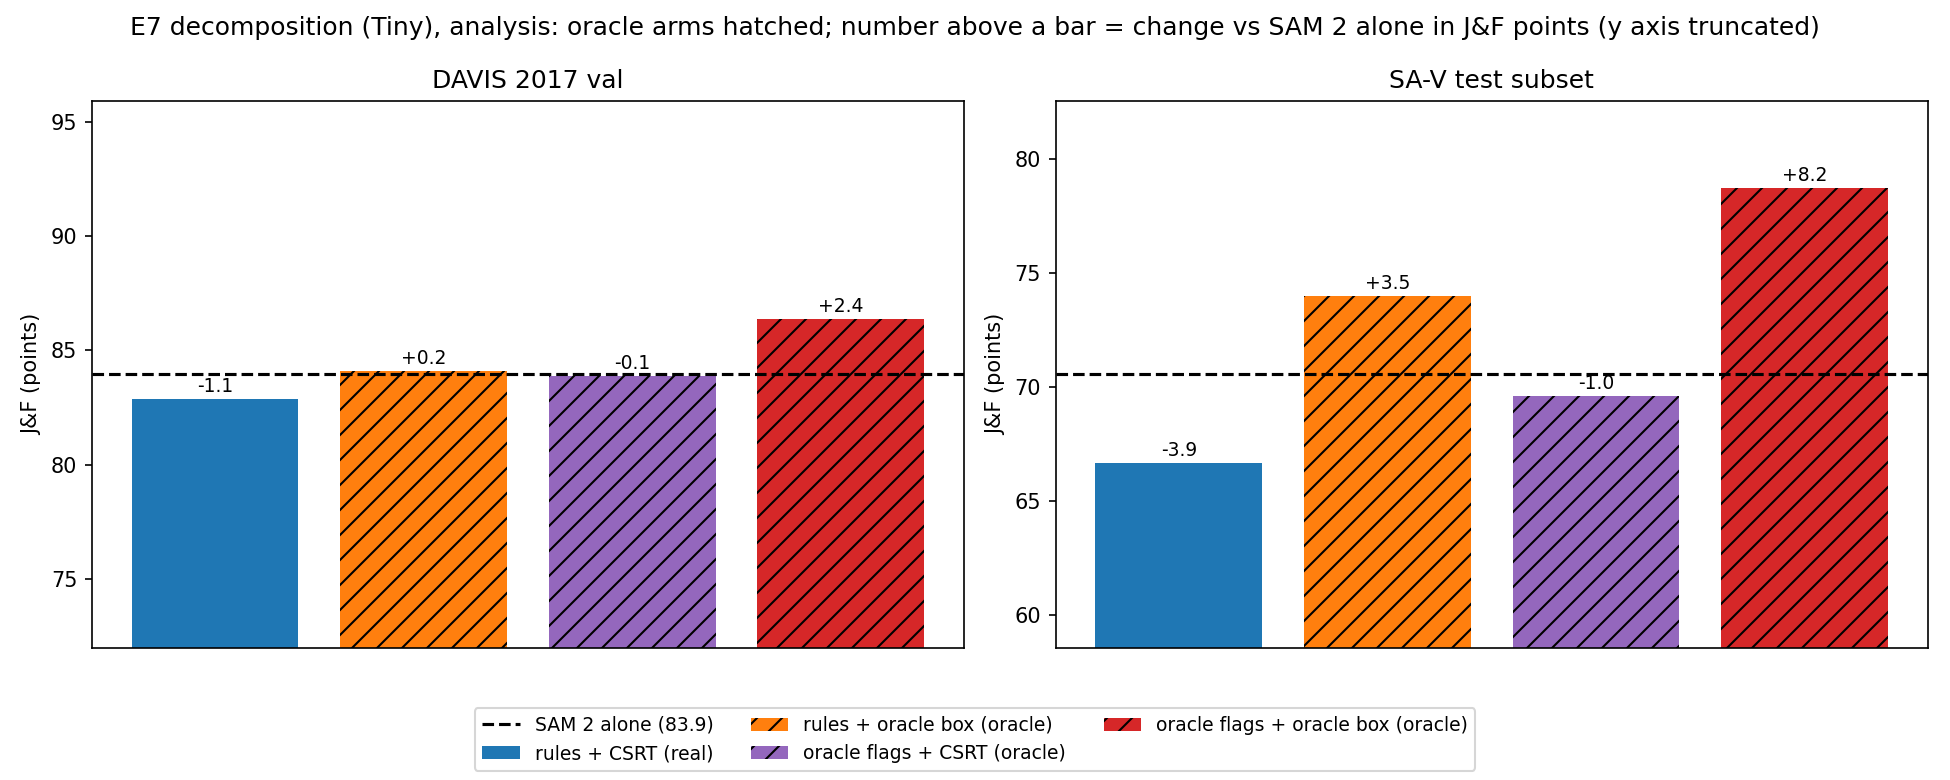 E7 decomposition (Tiny), analysis: oracle arms hatched; number above a bar = change vs SAM 2 alone in J&F points (y axis truncated)
DAVIS 2017 val
J&F (points)
95
90
85
80
75
-1.1
+0.2
-0.1
+2.4
SA-V test subset
J&F (points)
80
75
70
65
60
-3.9
+3.5
-1.0
+8.2
SAM 2 alone (83.9)
rules + CSRT (real)
rules + oracle box (oracle)
oracle flags + CSRT (oracle)
oracle flags + oracle box (oracle)